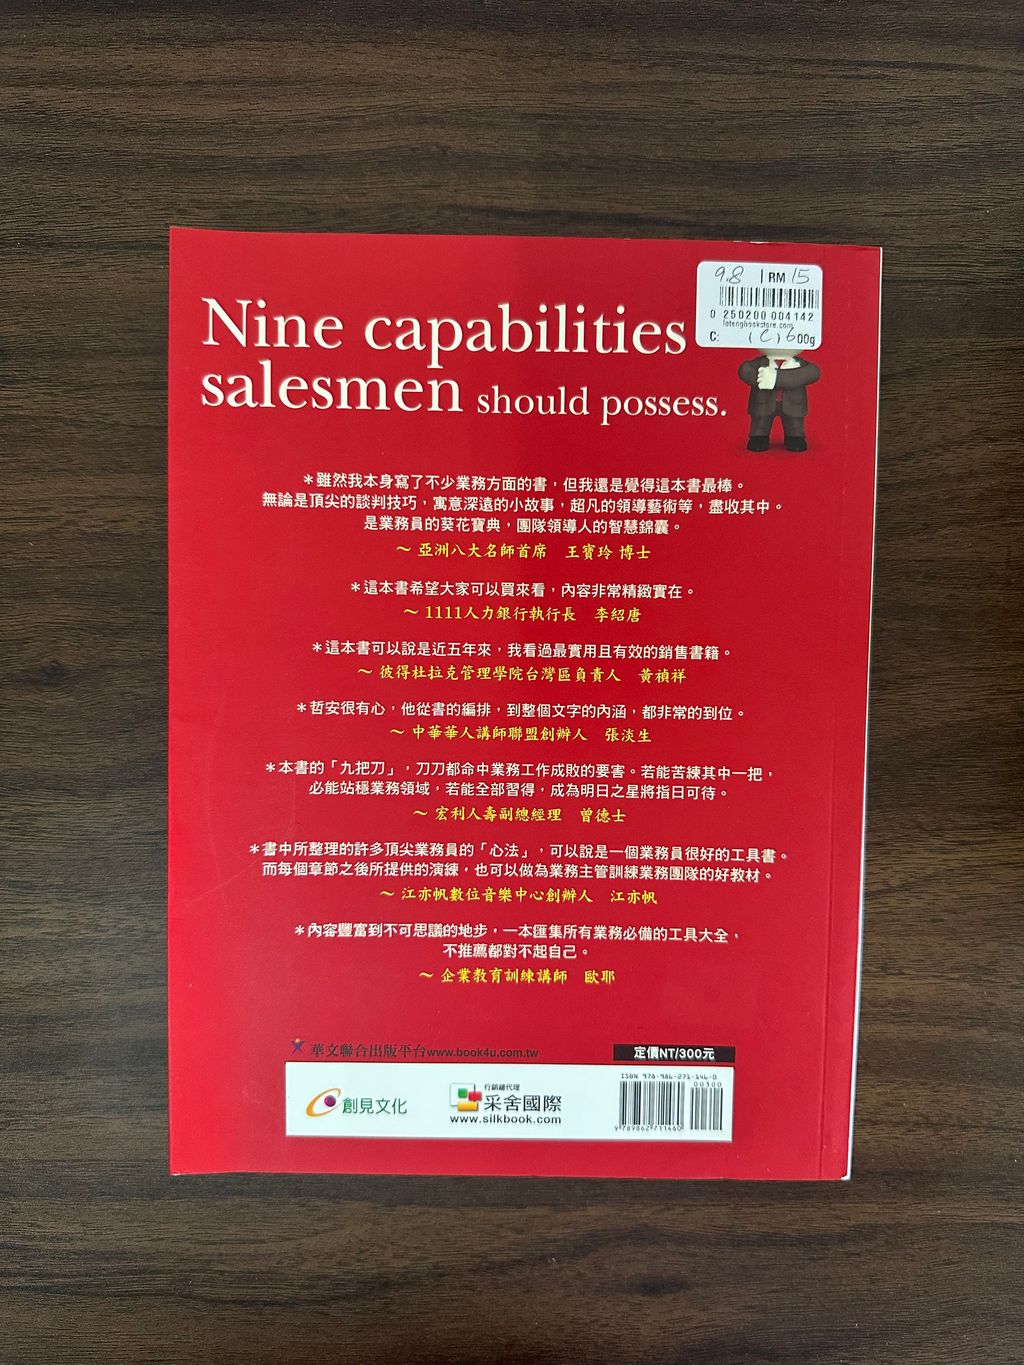 9.8 | RM 15
0 250200 004142
latengbookstore.com
C: (C) 600g
Nine capabilities
salesmen should possess.
＊雖然我本身寫了不少業務方面的書，但我還是覺得這本書最棒。
無論是頂尖的談判技巧，寓意深遠的小故事，超凡的領導藝術等，盡收其中。
是業務員的葵花寶典，團隊領導人的智慧錦囊。
～ 亞洲八大名師首席 王寶玲 博士
＊這本書希望大家可以買來看，內容非常精緻實在。
～ 1111人力銀行執行長 李紹唐
＊這本書可以說是近五年來，我看過最實用且有效的銷售書籍。
～ 彼得杜拉克管理學院台灣區負責人 黃禎祥
＊哲安很有心，他從書的編排，到整個文字的內涵，都非常的到位。
～ 中華華人講師聯盟創辦人 張淡生
＊本書的「九把刀」，刀刀都命中業務工作成敗的要害。若能苦練其中一把，
必能站穩業務領域，若能全部習得，成為明日之星將指日可待。
～ 宏利人壽副總經理 曾德士
＊書中所整理的許多頂尖業務員的「心法」，可以說是一個業務員很好的工具書。
而每個章節之後所提供的演練，也可以做為業務主管訓練業務團隊的好教材。
～ 江亦帆數位音樂中心創辦人 江亦帆
＊內容豐富到不可思議的地步，一本匯集所有業務必備的工具大全，
不推薦都對不起自己。
～ 企業教育訓練講師 歐耶
華文聯合出版平台www.book4u.com.tw
定價NT/300元
創見文化
行銷總代理
采舍國際
www.silkbook.com
ISBN 978-986-271-146-0
00300
9 789862 711460